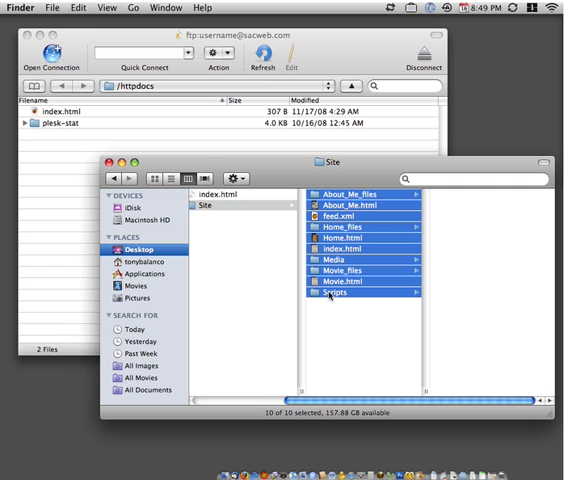 Finder File Edit View Go Window Help 8:49 PM
ftp:username@sacweb.com
Open Connection Quick Connect Action Refresh Edit Disconnect
/httpdocs
Filename Size Modified
index.html 307 B 11/17/08 4:29 AM
plesk-stat 4.0 KB 10/16/08 12:45 AM
2 Files
Site
DEVICES
iDisk
Macintosh HD
PLACES
Desktop
tonybalanco
Applications
Movies
Pictures
SEARCH FOR
Today
Yesterday
Past Week
All Images
All Movies
All Documents
index.html
Site
About_Me_files
About_Me.html
feed.xml
Home_files
Home.html
index.html
Media
Movie_files
Movie.html
Scripts
10 of 10 selected, 157.88 GB available